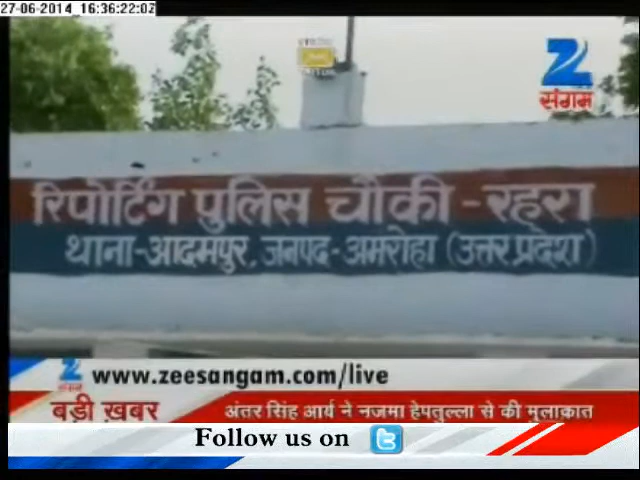 27-06-2014 16:36:22:02
संगम
रिपोर्टिंग पुलिस चौकी - रहरा
थाना-आदमपुर, जनपद-अमरोहा (उत्तर प्रदेश)
www.zeesangam.com/live
बड़ी ख़बर
अंतर सिंह आर्य ने नजमा हेपतुल्ला से की मुलाक़ात
Follow us on